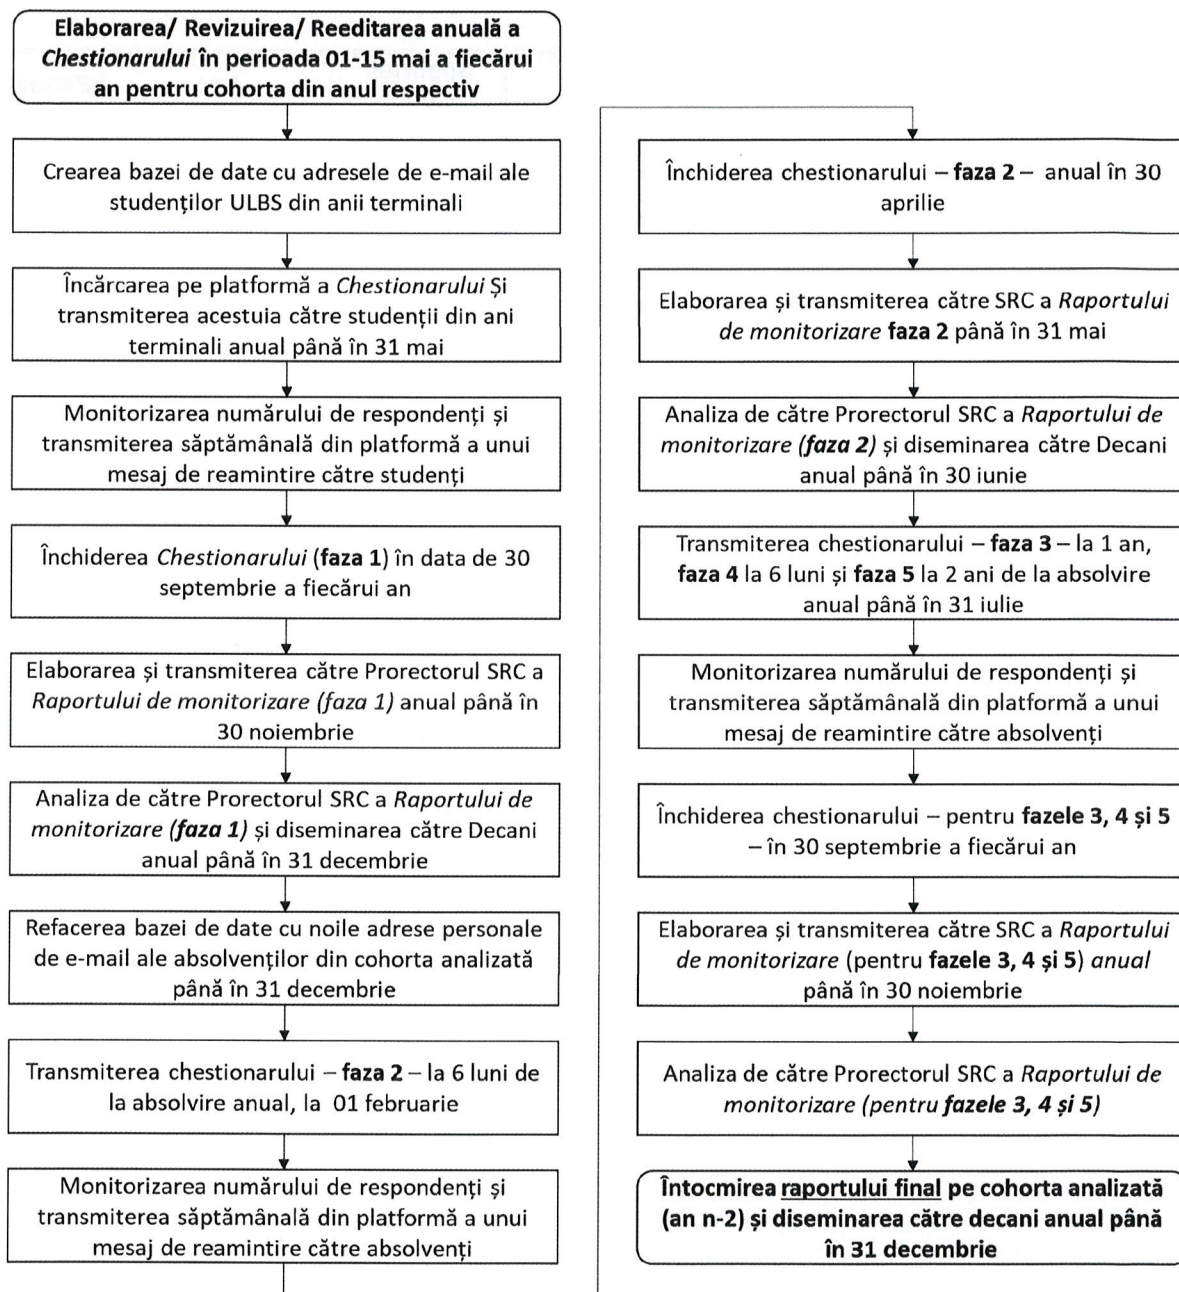 Elaborarea/ Revizuirea/ Reeditarea anuală a
Chestionarului în perioada 01-15 mai a fiecărui
an pentru cohorta din anul respectiv
Crearea bazei de date cu adresele de e-mail ale
studenților ULBS din anii terminali
Încărcarea pe platformă a Chestionarului Și
transmiterea acestuia către studenții din ani
terminali anual până în 31 mai
Monitorizarea numărului de respondenți și
transmiterea săptămânală din platformă a unui
mesaj de reamintire către studenți
Închiderea Chestionarului (faza 1) în data de 30
septembrie a fiecărui an
Elaborarea și transmiterea către Prorectorul SRC a
Raportului de monitorizare (faza 1) anual până în
30 noiembrie
Analiza de către Prorectorul SRC a Raportului de
monitorizare (faza 1) și diseminarea către Decani
anual până în 31 decembrie
Refacerea bazei de date cu noile adrese personale
de e-mail ale absolvenților din cohorta analizată
până în 31 decembrie
Transmiterea chestionarului – faza 2 – la 6 luni de
la absolvire anual, la 01 februarie
Monitorizarea numărului de respondenți și
transmiterea săptămânală din platformă a unui
mesaj de reamintire către absolvenți
Închiderea chestionarului – faza 2 – anual în 30
aprilie
Elaborarea și transmiterea către SRC a Raportului
de monitorizare faza 2 până în 31 mai
Analiza de către Prorectorul SRC a Raportului de
monitorizare (faza 2) și diseminarea către Decani
anual până în 30 iunie
Transmiterea chestionarului – faza 3 – la 1 an,
faza 4 la 6 luni și faza 5 la 2 ani de la absolvire
anual până în 31 iulie
Monitorizarea numărului de respondenți și
transmiterea săptămânală din platformă a unui
mesaj de reamintire către absolvenți
Închiderea chestionarului – pentru fazele 3, 4 și 5
– în 30 septembrie a fiecărui an
Elaborarea și transmiterea către SRC a Raportului
de monitorizare (pentru fazele 3, 4 și 5) anual
până în 30 noiembrie
Analiza de către Prorectorul SRC a Raportului de
monitorizare (pentru fazele 3, 4 și 5)
Întocmirea raportului final pe cohorta analizată
(an n-2) și diseminarea către decani anual până
în 31 decembrie